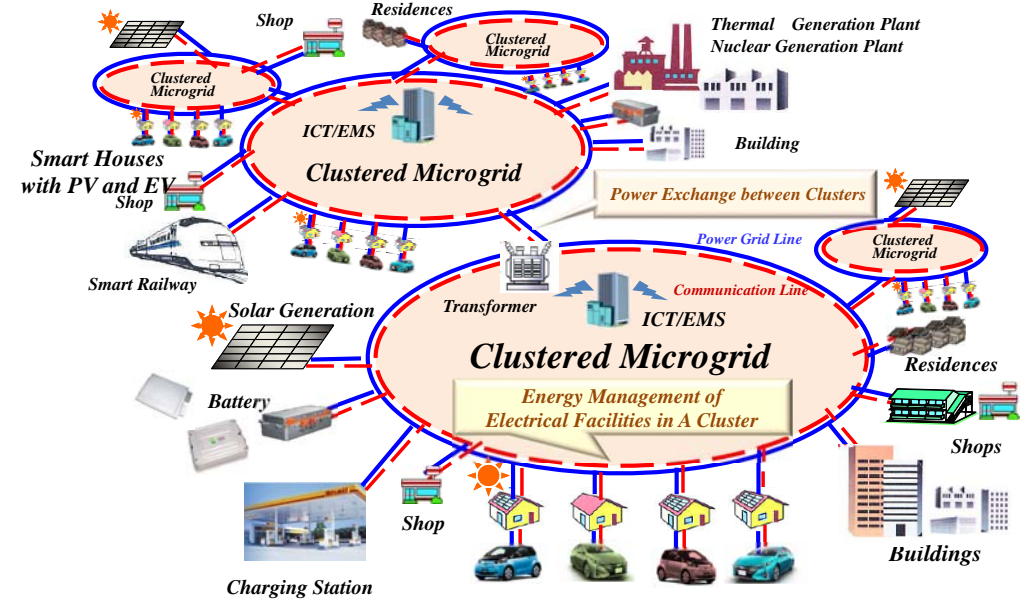 Shop
Residences
Thermal Generation Plant
Nuclear Generation Plant
Clustered
Microgrid
Clustered
Microgrid
ICT/EMS
Building
Smart Houses
with PV and EV
Clustered Microgrid
Shop
Power Exchange between Clusters
Power Grid Line
Clustered
Microgrid
Smart Railway
Transformer
Communication Line
Solar Generation
ICT/EMS
Clustered Microgrid
Residences
Battery
Energy Management of
Electrical Facilities in A Cluster
Shops
Shop
Buildings
Charging Station